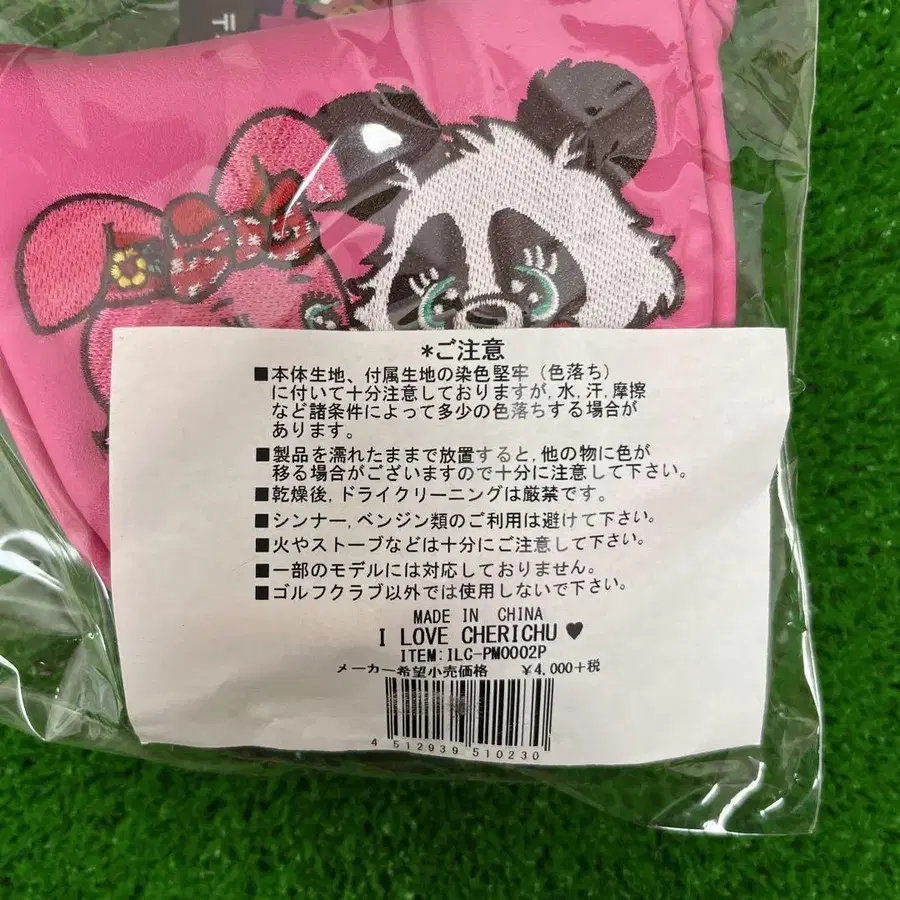 *ご注意
■本体生地、付属生地の染色堅牢（色落ち）
に付いて十分注意しておりますが,水,汗,摩擦
など諸条件によって多少の色落ちする場合が
あります。
■製品を濡れたままで放置すると,他の物に色が
移る場合がございますので十分に注意して下さい。
■乾燥後,ドライクリーニングは厳禁です。
■シンナー,ベンジン類のご利用は避けて下さい。
■火やストーブなどは十分にご注意して下さい。
■一部のモデルには対応しておりません。
■ゴルフクラブ以外では使用しないで下さい。
MADE IN CHINA
I LOVE CHERICHU ♥
ITEM:ILC-PM0002P
メーカー希望小売価格 ¥4,000+税
4 512939 510230